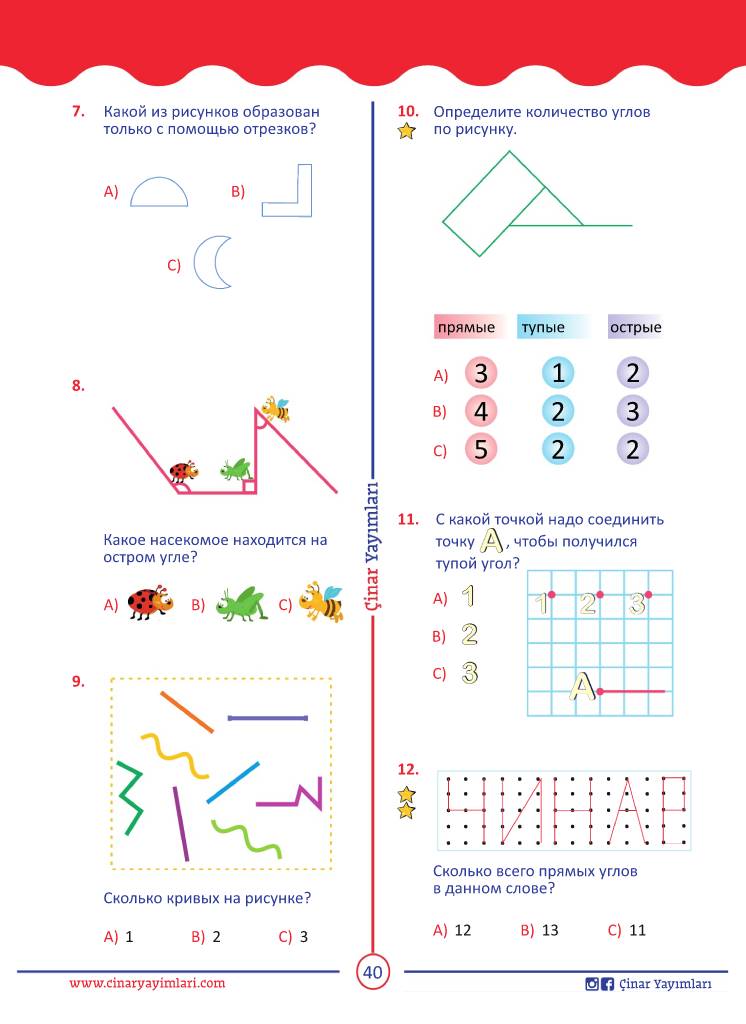 7. Какой из рисунков образован
только с помощью отрезков?
A)
B)
C)
8.
Какое насекомое находится на
остром угле?
A)
B)
C)
9.
Сколько кривых на рисунке?
A) 1
B) 2
C) 3
Çinar Yayımları
10. Определите количество углов
по рисунку.
прямые тупые острые
A) 3 1 2
B) 4 2 3
C) 5 2 2
11. С какой точкой надо соединить
точку А, чтобы получился
тупой угол?
A) 1
B) 2
C) 3
1 2 3
А
12.
ЧИНАР
Сколько всего прямых углов
в данном слове?
A) 12
B) 13
C) 11
www.cinaryayimlari.com
40
Çinar Yayımları